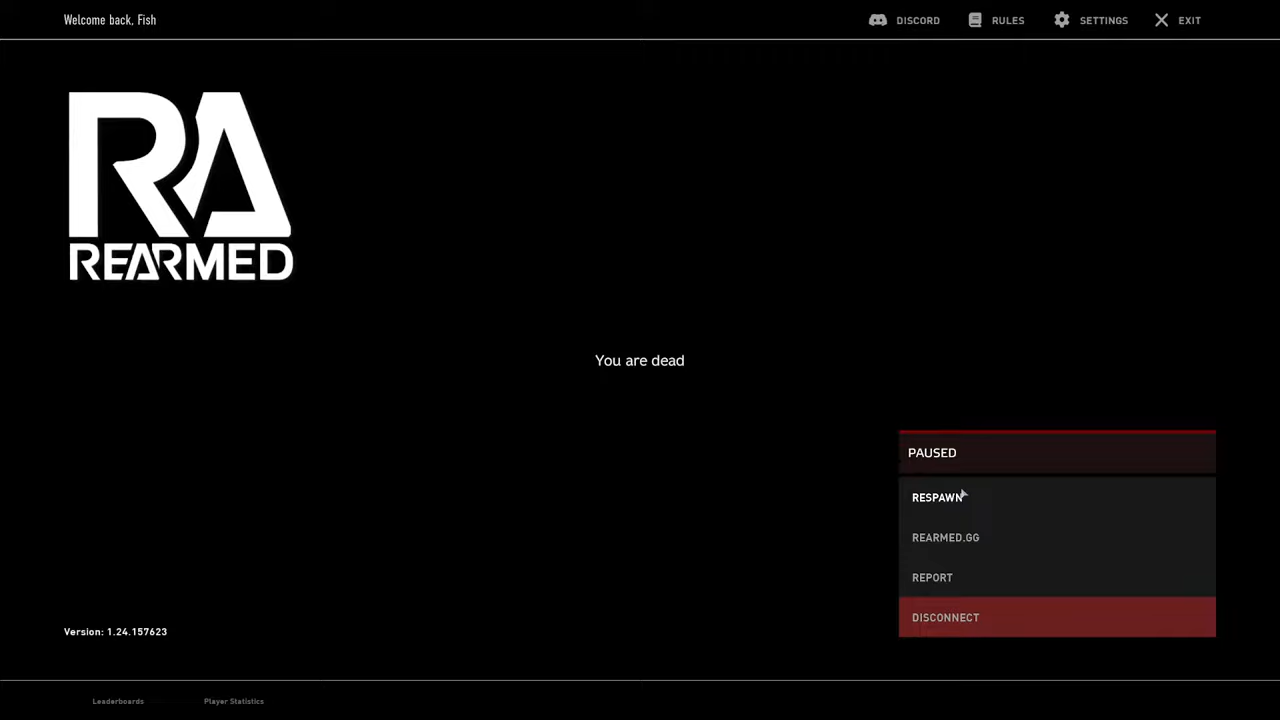 Welcome back, Fish
DISCORD
RULES
SETTINGS
EXIT
RA
REARMED
You are dead
PAUSED
RESPAWN
REARMED.GG
REPORT
DISCONNECT
Version: 1.24.157623
Leaderboards
Player Statistics